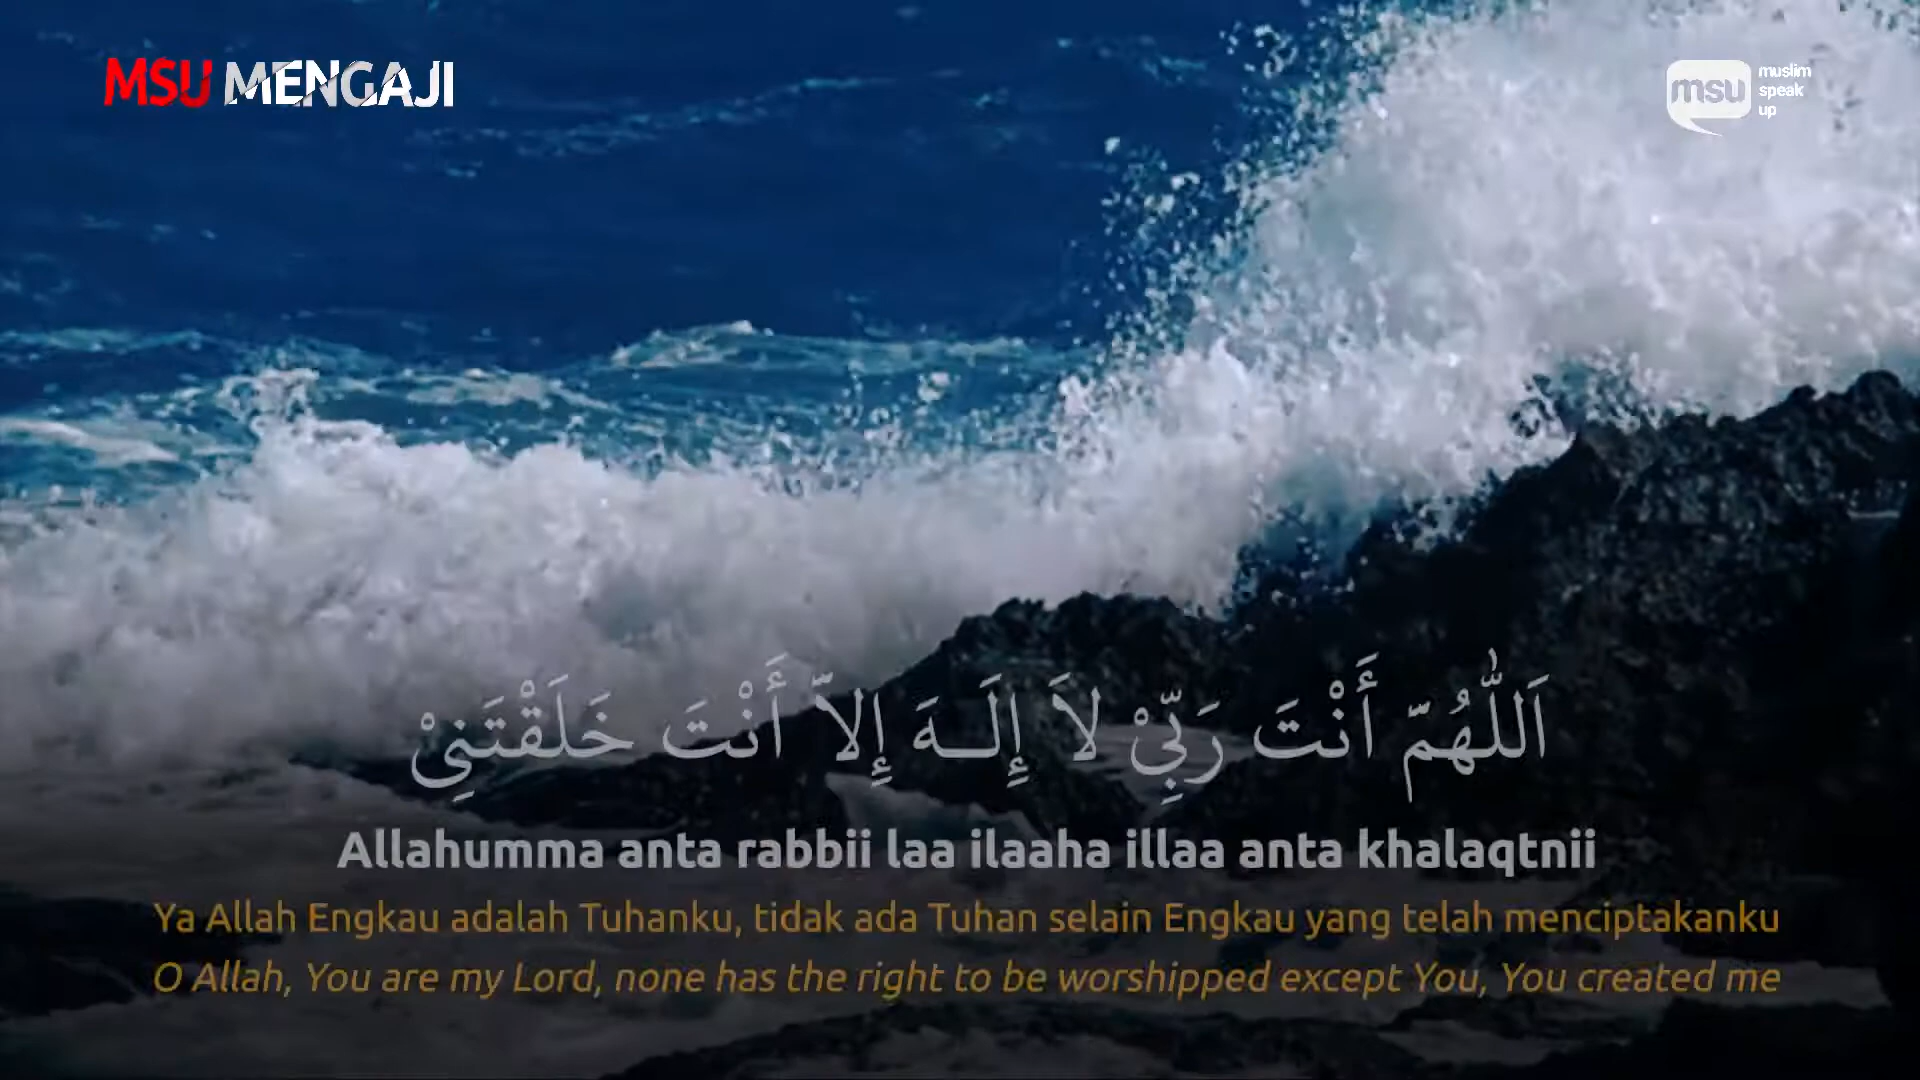 MSU MENGAJI
msu muslim
speak
up
اَللّٰهُمّ أَنْتَ رَبِّيْ لاَ إِلَـهَ إِلاّ أَنْتَ خَلَقْتَنِيْ
Allahumma anta rabbii laa ilaaha illaa anta khalaqtnii
Ya Allah Engkau adalah Tuhanku, tidak ada Tuhan selain Engkau yang telah menciptakanku
O Allah, You are my Lord, none has the right to be worshipped except You, You created me